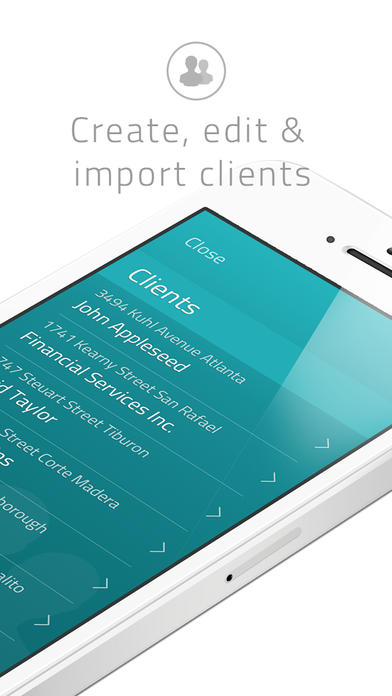 Create, edit &
import clients
Close
Clients
3494 Kuhl Avenue Atlanta
John Appleseed
1741 Kearny Street San Rafael
Financial Services Inc.
747 Steuart Street Tiburon
d Taylor
Street Corte Madera
ms
borough
alito